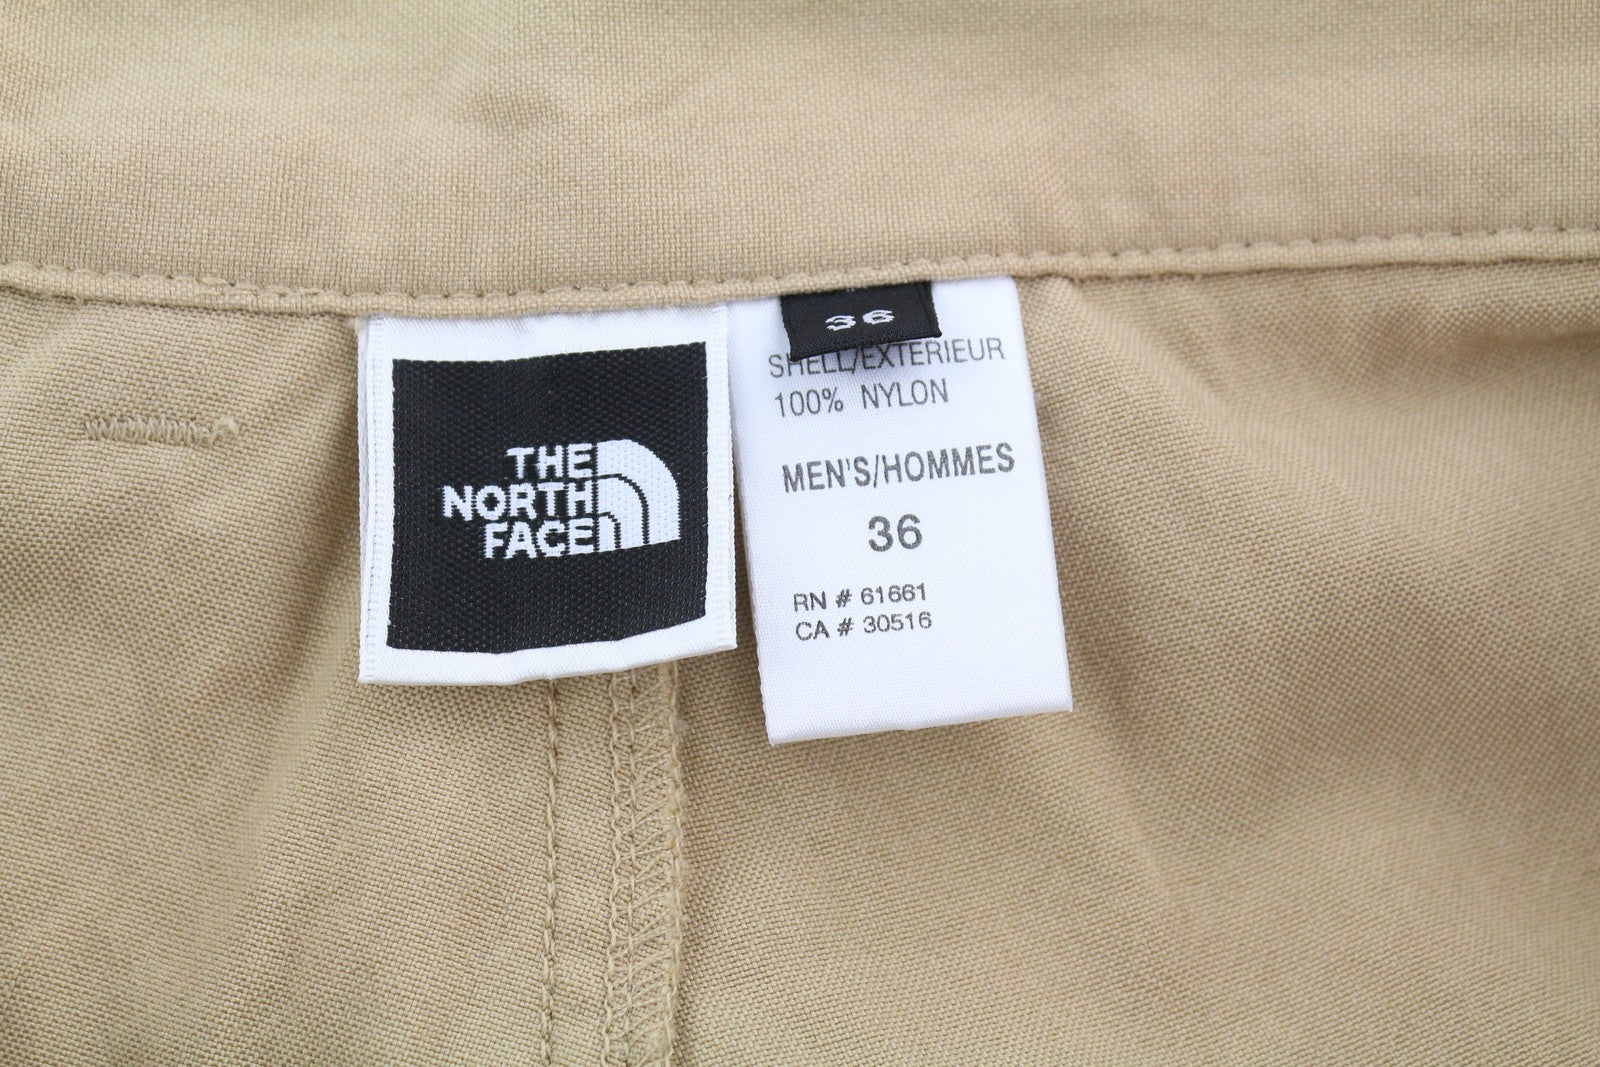 THE
NORTH
FACE
36
SHELL/EXTERIEUR
100% NYLON
MEN'S/HOMMES
36
RN # 61661
CA # 30516